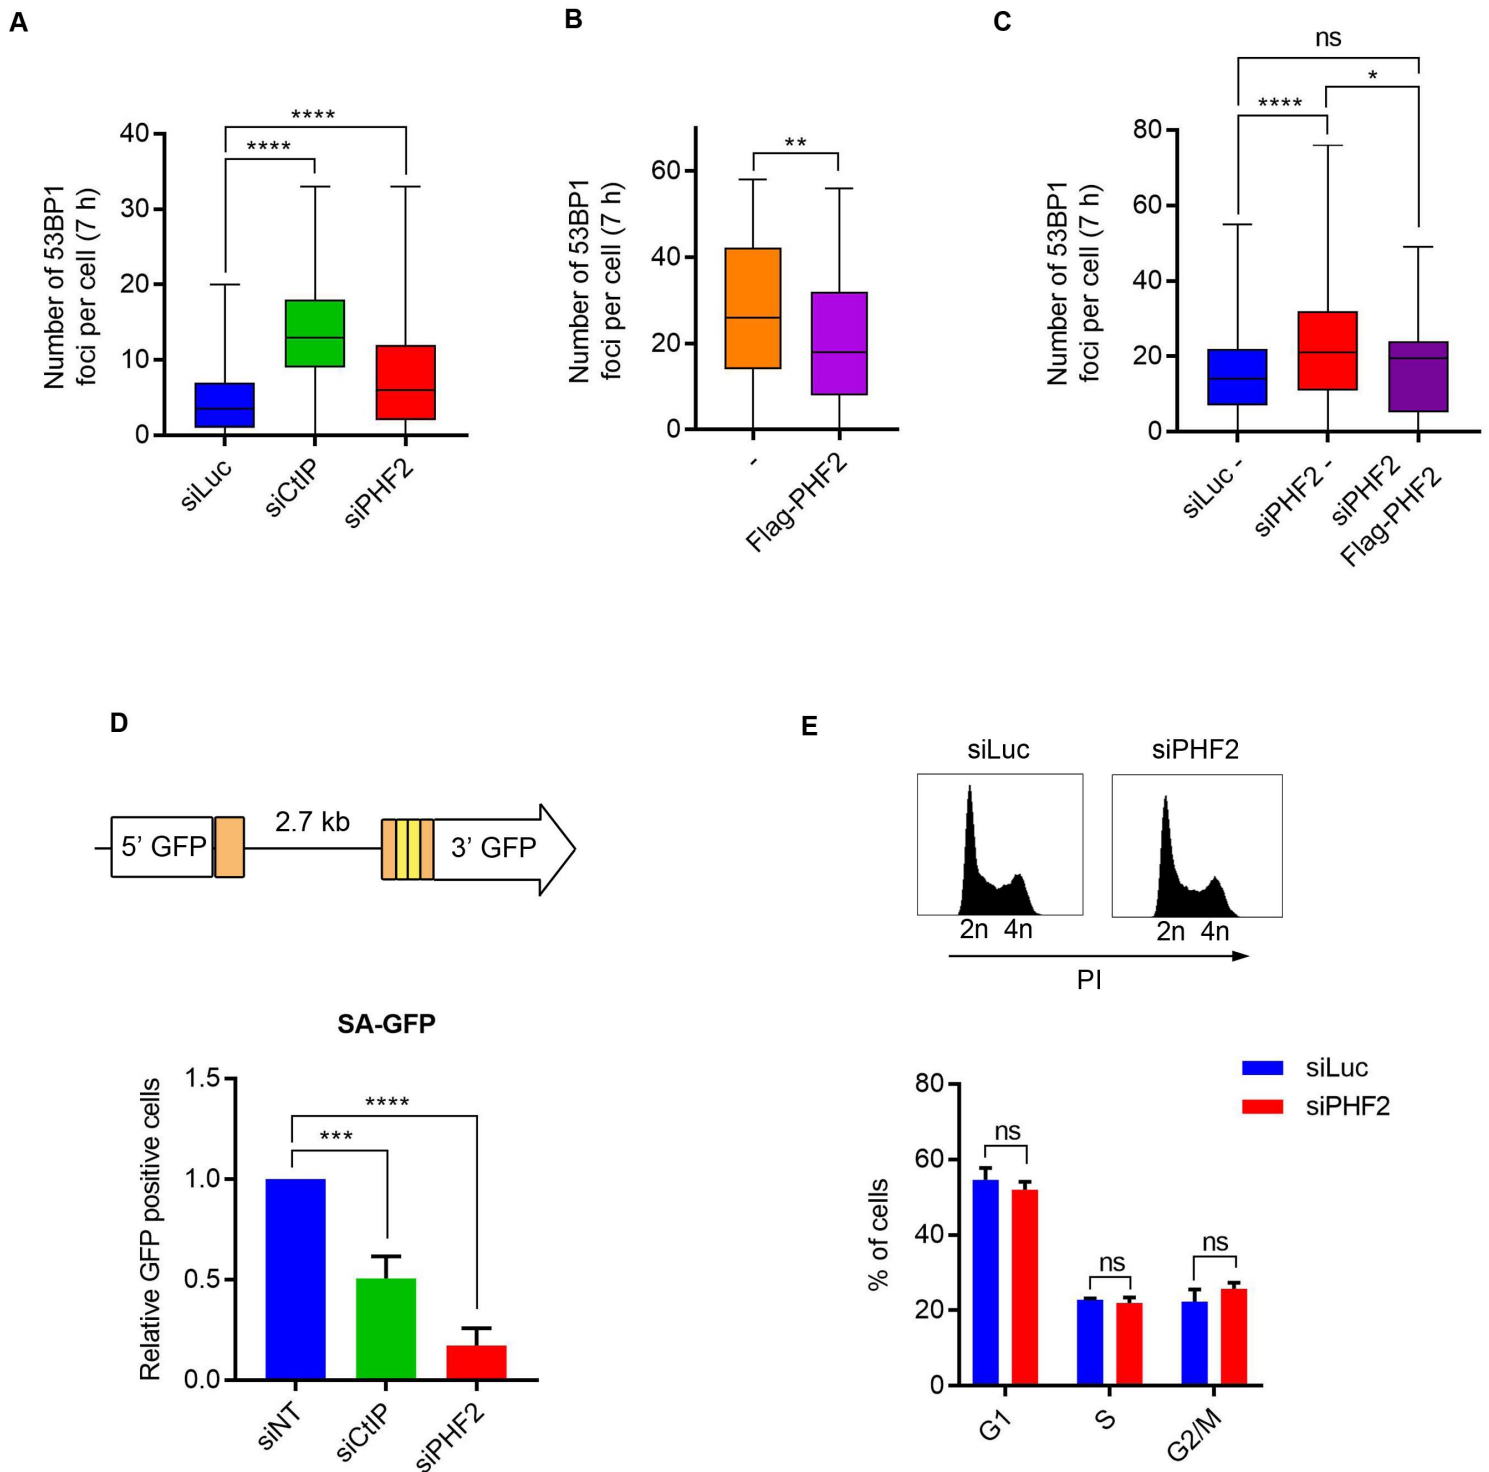 A
Number of 53BP1
foci per cell (7 h)
40
30
20
10
0
****
****
siLuc
siCtIP
siPHF2
B
Number of 53BP1
foci per cell (7 h)
60
40
20
0
**
-
Flag-PHF2
C
Number of 53BP1
foci per cell (7 h)
80
60
40
20
0
ns
*
****
siLuc -
siPHF2 -
siPHF2
Flag-PHF2
D
5’ GFP
2.7 kb
3’ GFP
SA-GFP
Relative GFP positive cells
1.5
1.0
0.5
0.0
****
***
siNT
siCtIP
siPHF2
E
siLuc
siPHF2
2n 4n
2n 4n
PI
siLuc
siPHF2
% of cells
80
60
40
20
0
ns
ns
ns
G1
S
G2/M